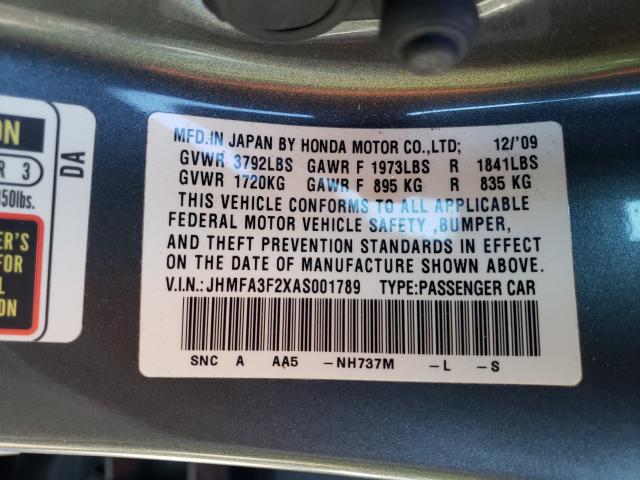 ON
R 3
50lbs.
ER'S
FOR
L
TION
DA
MFD.IN JAPAN BY HONDA MOTOR CO.,LTD; 12/'09
GVWR 3792LBS GAWR F 1973LBS R 1841LBS
GVWR 1720KG GAWR F 895 KG R 835 KG
THIS VEHICLE CONFORMS TO ALL APPLICABLE
FEDERAL MOTOR VEHICLE SAFETY ,BUMPER,
AND THEFT PREVENTION STANDARDS IN EFFECT
ON THE DATE OF MANUFACTURE SHOWN ABOVE.
V.I.N.:JHMFA3F2XAS001789 TYPE:PASSENGER CAR
SNC A AA5 -NH737M -L -S